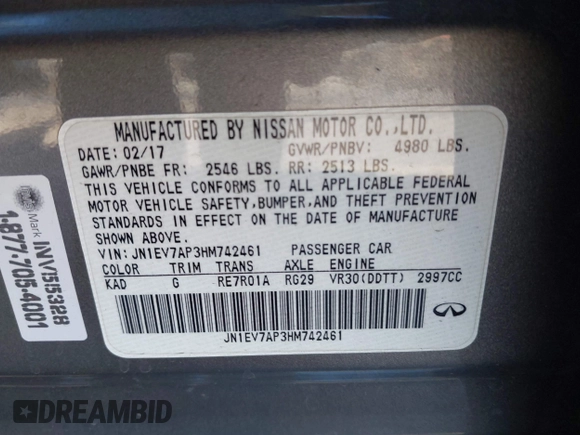 MANUFACTURED BY NISSAN MOTOR CO.,LTD.
DATE: 02/17 GVWR/PNBV: 4980 LBS.
GAWR/PNBE FR: 2546 LBS. RR: 2513 LBS.
THIS VEHICLE CONFORMS TO ALL APPLICABLE FEDERAL
MOTOR VEHICLE SAFETY,BUMPER,AND THEFT PREVENTION
STANDARDS IN EFFECT ON THE DATE OF MANUFACTURE
SHOWN ABOVE.
VIN: JN1EV7AP3HM742461 PASSENGER CAR
COLOR TRIM TRANS AXLE ENGINE
KAD G RE7R01A RG29 VR30(DDTT) 2997CC
JN1EV7AP3HM742461
INFINITI
Mark INV515328
1-877-705-4001
DREAMBID